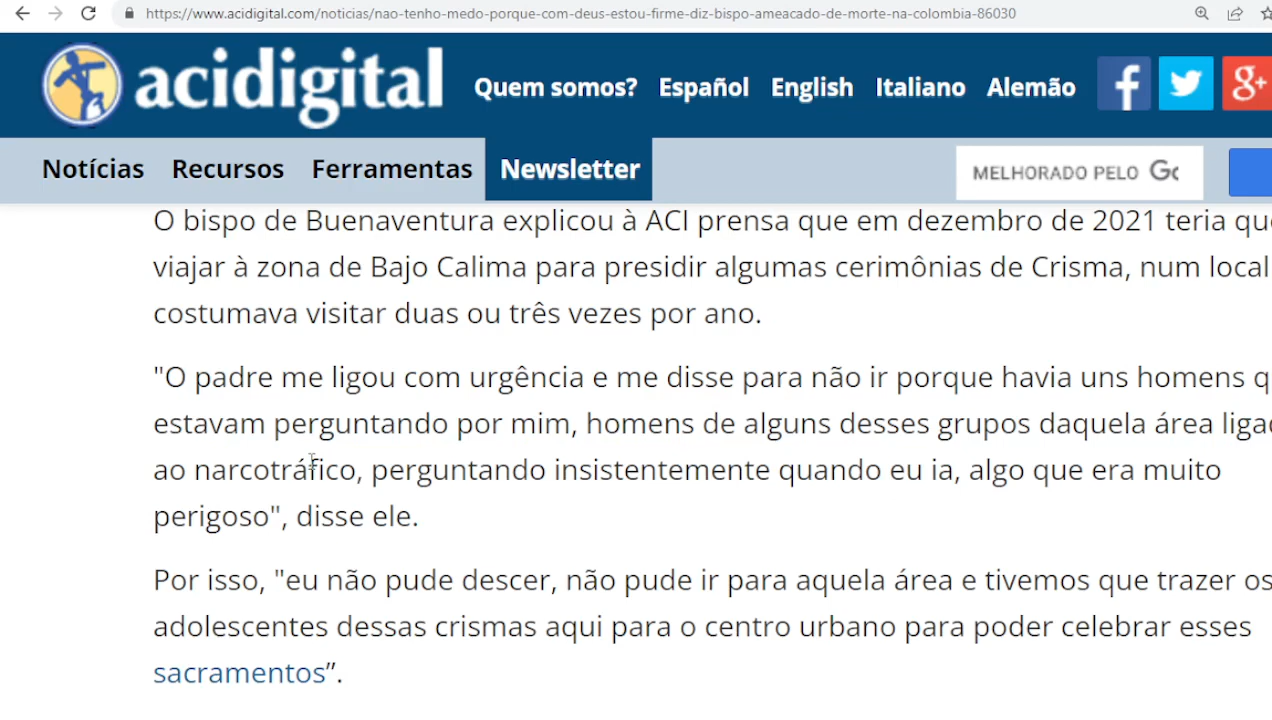 https://www.acidigital.com/noticias/nao-tenho-medo-porque-com-deus-estou-firme-diz-bispo-ameacado-de-morte-na-colombia-86030
acidigital Quem somos? Español English Italiano Alemão
Notícias Recursos Ferramentas Newsletter MELHORADO PELO
O bispo de Buenaventura explicou à ACI prensa que em dezembro de 2021 teria
viajar à zona de Bajo Calima para presidir algumas cerimônias de Crisma, num local
costumava visitar duas ou três vezes por ano.
"O padre me ligou com urgência e me disse para não ir porque havia uns homens
estavam perguntando por mim, homens de alguns desses grupos daquela área
ao narcotráfico, perguntando insistentemente quando eu ia, algo que era muito
perigoso", disse ele.
Por isso, "eu não pude descer, não pude ir para aquela área e tivemos que trazer os
adolescentes dessas crismas aqui para o centro urbano para poder celebrar esses
sacramentos”.